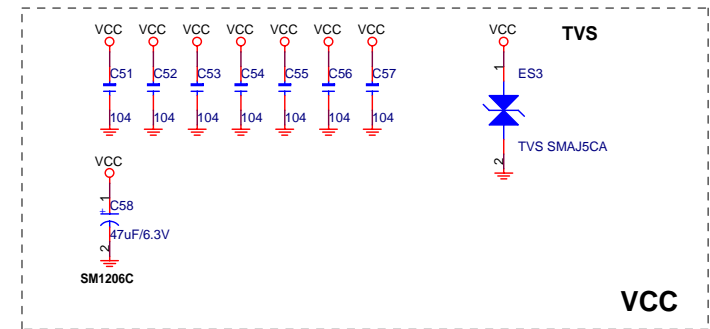 VCC VCC VCC VCC VCC VCC VCC VCC TVS
C51 C52 C53 C54 C55 C56 C57 1 ES3
104 104 104 104 104 104 104
TVS SMAJ5CA
2
VCC
1
+ C58
47uF/6.3V
2
SM1206C
VCC